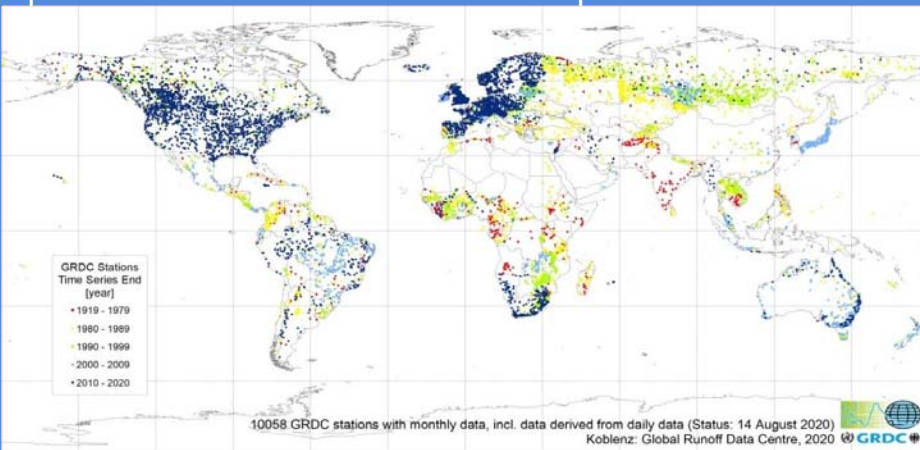 GRDC Stations
Time Series End
[year]
1919 - 1979
1980 - 1989
1990 - 1999
2000 - 2009
2010 - 2020
10058 GRDC stations with monthly data, incl. data derived from daily data (Status: 14 August 2020)
Koblenz: Global Runoff Data Centre, 2020
GRDC